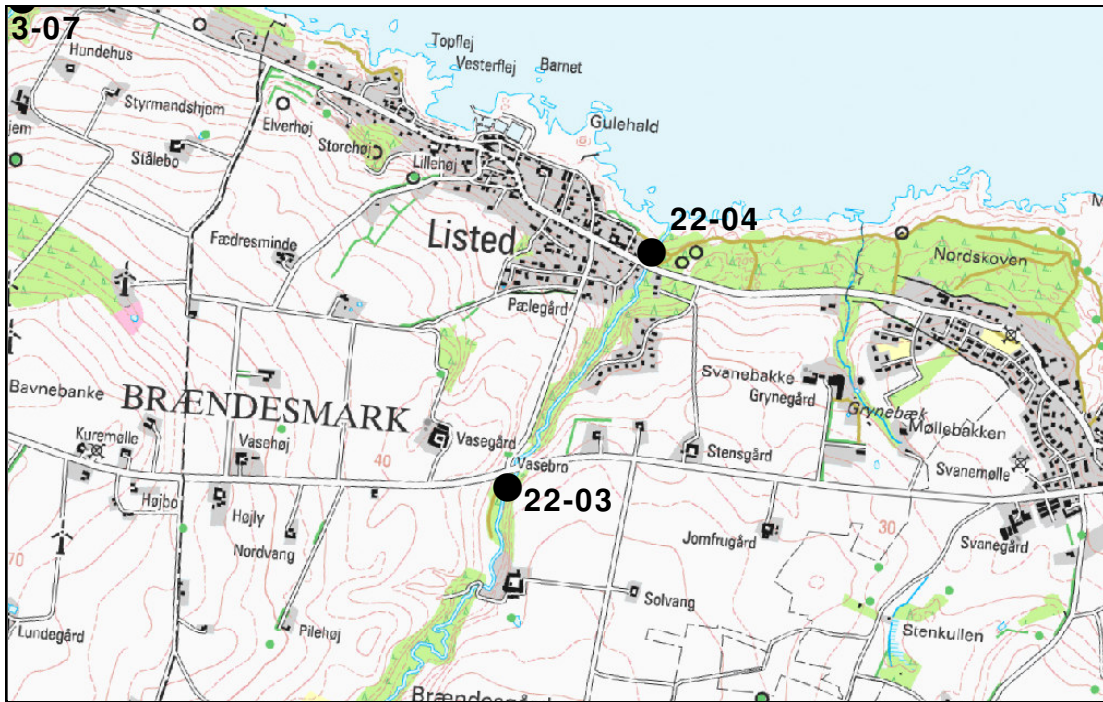 3-07
Hundehus
Topflej
Vesterflej
Barnet
Styrmandshjem
jem
Elverhøj
Gulehald
Stålebo
Storehøj
Lillehøj
M
22-04
Listed
Fædresminde
Nordskoven
Pælegård
Svanebakke
Grynegård
Bavnebanke
BRÆNDESMARK
Grynebæk
Møllebakken
Kuremølle
Vasehøj
40
Vasegård
Vasebro
Stensgård
Svanemølle
Højbo
Højly
22-03
30
Jomfrugård
Svanegård
70
Nordvang
Solvang
Lundegård
Pilehøj
Stenkullen